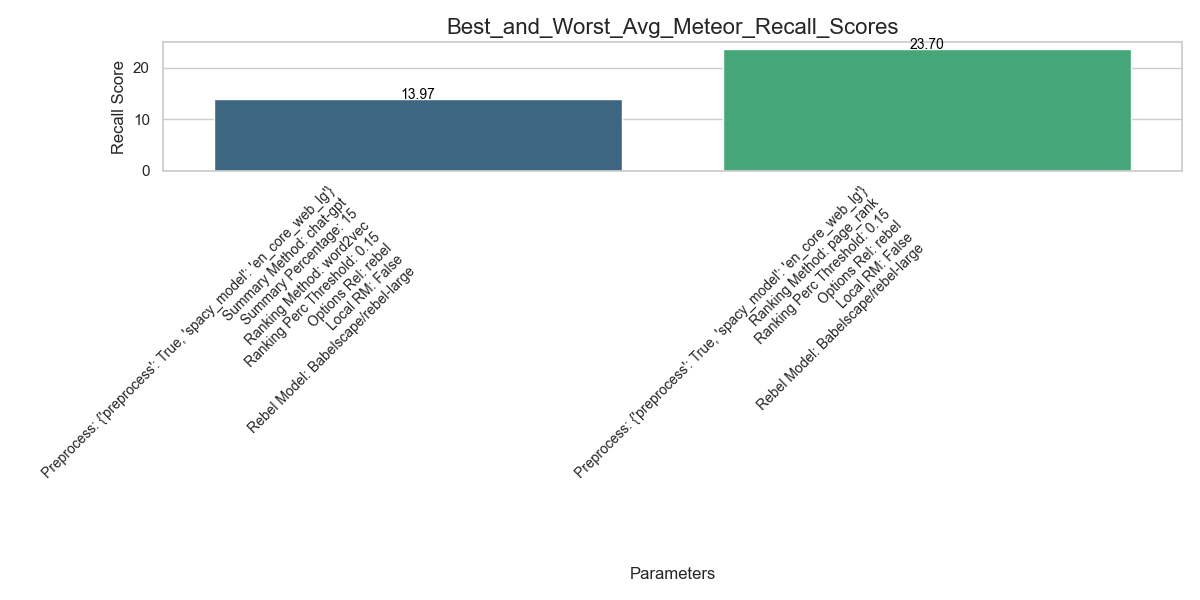 Best_and_Worst_Avg_Meteor_Recall_Scores
Recall Score
20
10
0
13.97
23.70
Preprocess: {'preprocess': True, 'spacy_model': 'en_core_web_lg'}
Summary Method: chat-gpt
Summary Percentage: 15
Ranking Method: word2vec
Ranking Perc Threshold: 0.15
Options Rel: rebel
Local RM: False
Rebel Model: Babelscape/rebel-large
Preprocess: {'preprocess': True, 'spacy_model': 'en_core_web_lg'}
Ranking Method: page_rank
Ranking Perc Threshold: 0.15
Options Rel: rebel
Local RM: False
Rebel Model: Babelscape/rebel-large
Parameters